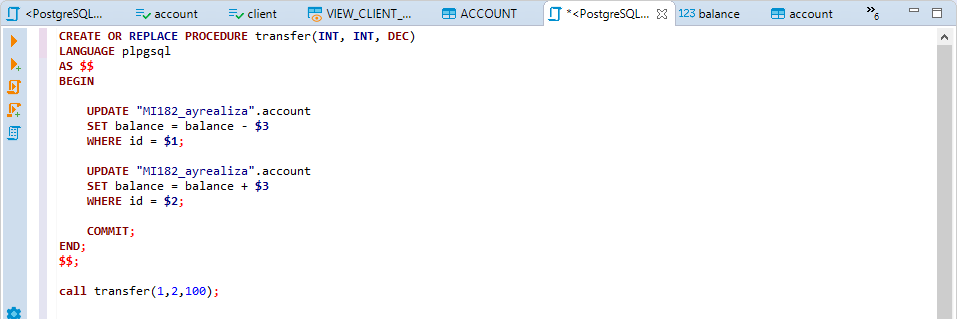 <PostgreSQL... account client VIEW_CLIENT_... ACCOUNT *<PostgreSQL... 123 balance account »6
CREATE OR REPLACE PROCEDURE transfer(INT, INT, DEC)
LANGUAGE plpgsql
AS $$
BEGIN
UPDATE "MI182_ayrealiza".account
SET balance = balance - $3
WHERE id = $1;
UPDATE "MI182_ayrealiza".account
SET balance = balance + $3
WHERE id = $2;
COMMIT;
END;
$$;
call transfer(1,2,100);